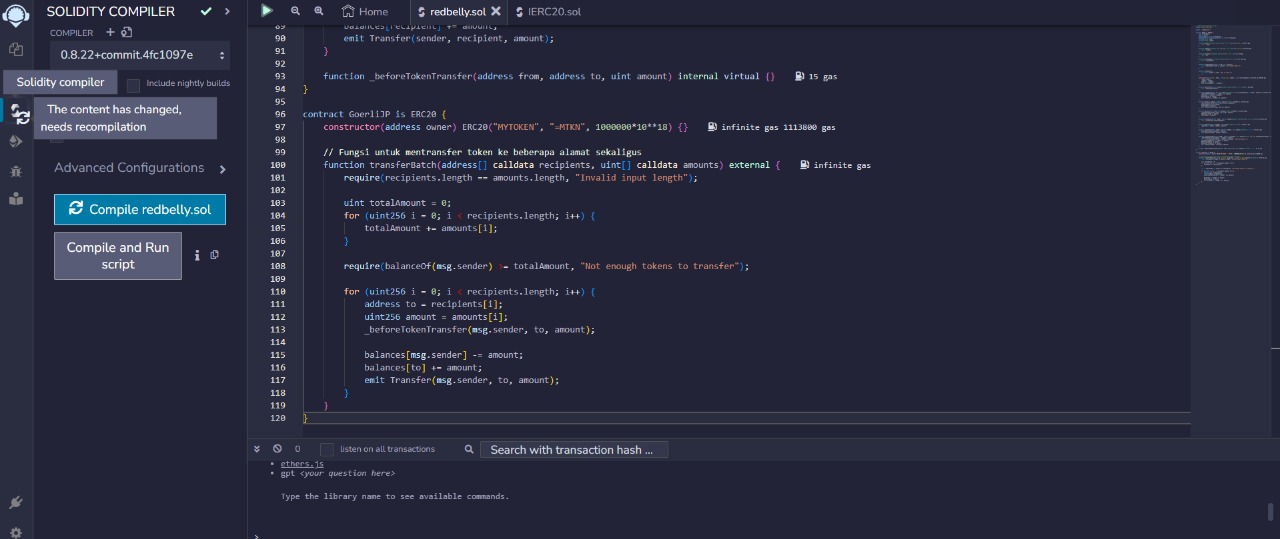 SOLIDITY COMPILER
COMPILER
0.8.22+commit.4fc1097e
Solidity compiler
Include nightly builds
The content has changed,
needs recompilation
Advanced Configurations
Compile redbelly.sol
Compile and Run
script
Home
redbelly.sol
IERC20.sol
89 balances[recipient] += amount;
90 emit Transfer(sender, recipient, amount);
91 }
92
93 function _beforeTokenTransfer(address from, address to, uint amount) internal virtual {} 15 gas
94 }
95
96 contract GoerliJP is ERC20 {
97 constructor(address owner) ERC20("MYTOKEN", "=MTKN", 1000000*10**18) {} infinite gas 1113800 gas
98
99 // Fungsi untuk mentransfer token ke beberapa alamat sekaligus
100 function transferBatch(address[] calldata recipients, uint[] calldata amounts) external { infinite gas
101 require(recipients.length == amounts.length, "Invalid input length");
102
103 uint totalAmount = 0;
104 for (uint256 i = 0; i < recipients.length; i++) {
105 totalAmount += amounts[i];
106 }
107
108 require(balanceOf(msg.sender) >= totalAmount, "Not enough tokens to transfer");
109
110 for (uint256 i = 0; i < recipients.length; i++) {
111 address to = recipients[i];
112 uint256 amount = amounts[i];
113 _beforeTokenTransfer(msg.sender, to, amount);
114
115 balances[msg.sender] -= amount;
116 balances[to] += amount;
117 emit Transfer(msg.sender, to, amount);
118 }
119 }
120 }
0
listen on all transactions
Search with transaction hash ...
• ethers.js
• gpt <your question here>
Type the library name to see available commands.
>